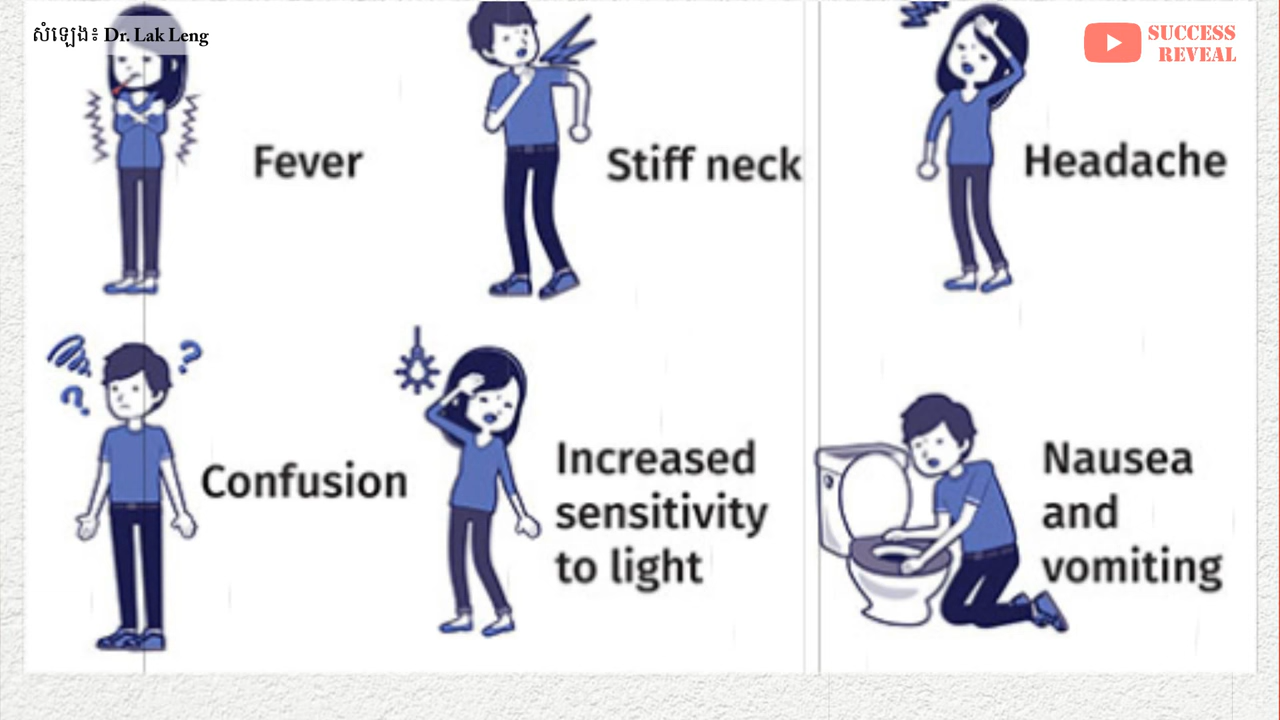 សំឡេង៖ Dr. Lak Leng
SUCCESS
REVEAL
Fever
Stiff neck
Headache
Confusion
Increased
sensitivity
to light
Nausea
and
vomiting